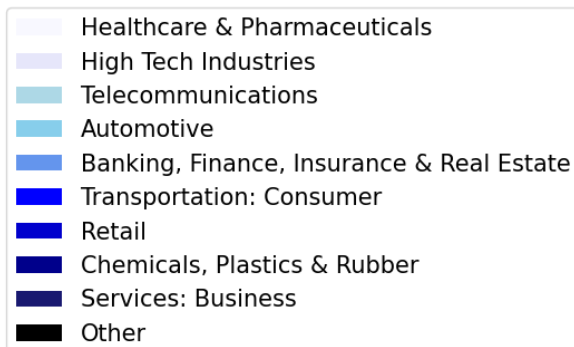 Healthcare & Pharmaceuticals
High Tech Industries
Telecommunications
Automotive
Banking, Finance, Insurance & Real Estate
Transportation: Consumer
Retail
Chemicals, Plastics & Rubber
Services: Business
Other